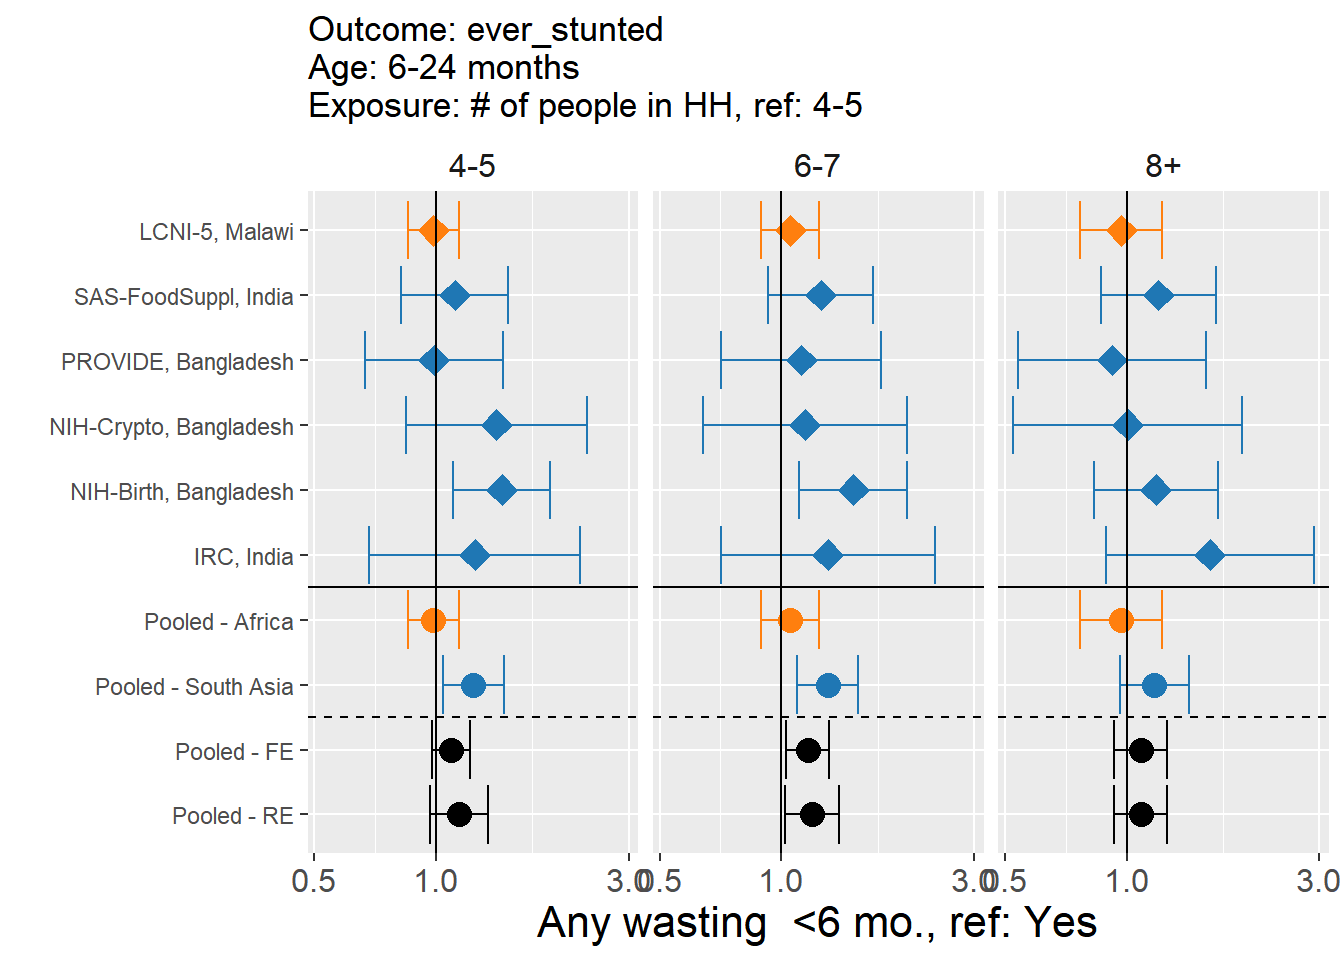 Outcome: ever_stunted
Age: 6-24 months
Exposure: # of people in HH, ref: 4-5
4-5 6-7 8+
LCNI-5, Malawi
SAS-FoodSuppl, India
PROVIDE, Bangladesh
NIH-Crypto, Bangladesh
NIH-Birth, Bangladesh
IRC, India
Pooled - Africa
Pooled - South Asia
Pooled - FE
Pooled - RE
0.5 1.0 3.0 0.5 1.0 3.0 0.5 1.0 3.0
Any wasting  <6 mo., ref: Yes